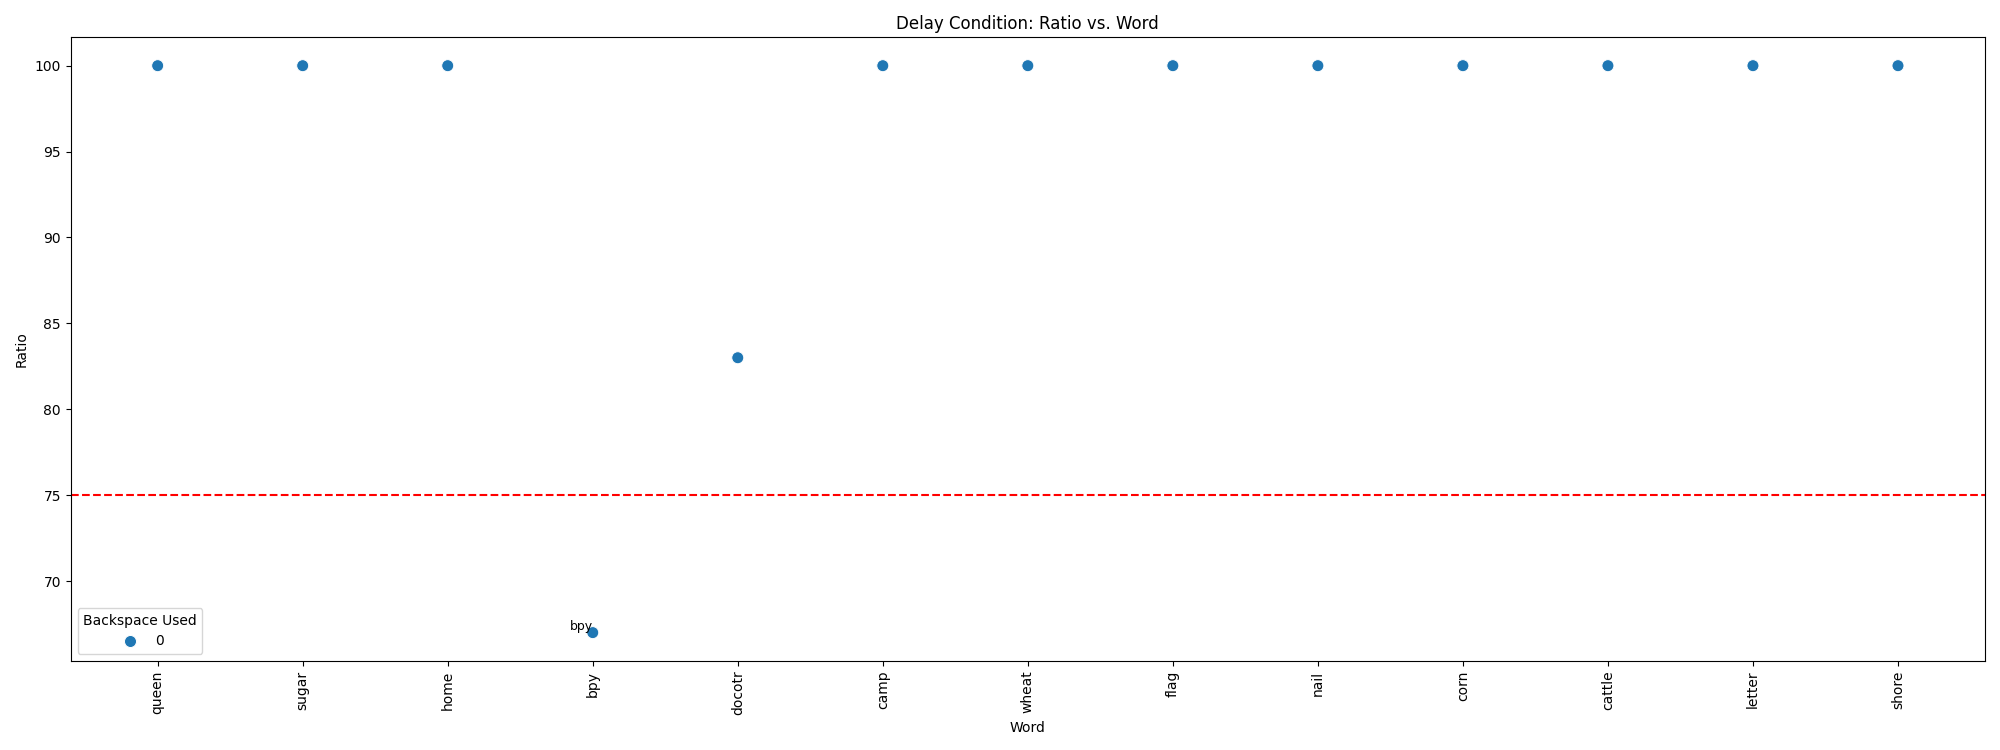 Delay Condition: Ratio vs. Word
Ratio
100
95
90
85
80
75
70
bpy
Backspace Used
0
queen
sugar
home
bpy
docotr
camp
wheat
flag
nail
corn
cattle
letter
shore
Word